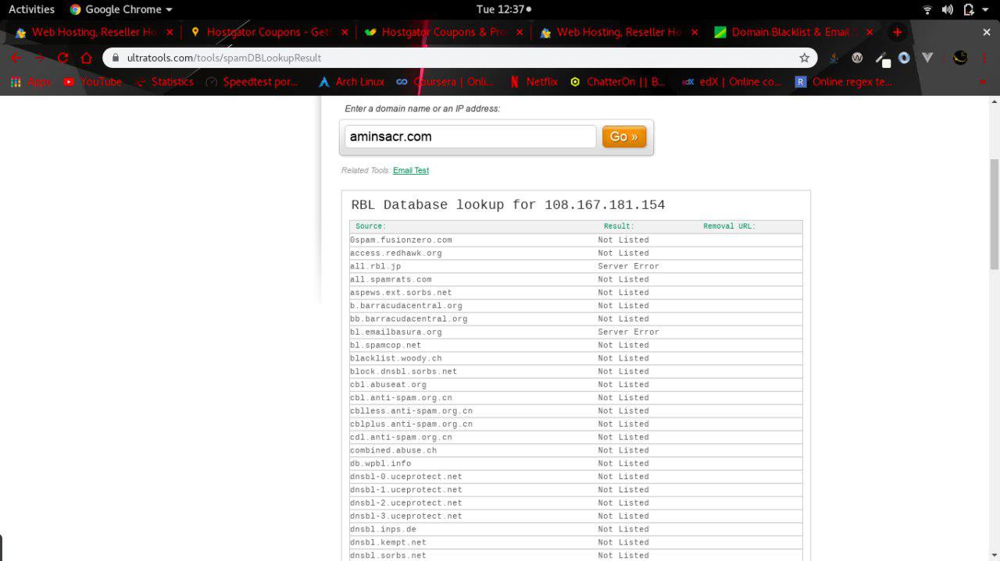 Activities Google Chrome Tue 12:37
Web Hosting, Reseller Ho Hostgator Coupons - Get Hostgator Coupons & Pro Web Hosting, Reseller Ho Domain Blacklist & Email S
ultratools.com/tools/spamDBLookupResult
Apps YouTube Statistics Speedtest por... Arch Linux Coursera | Onli... Netflix ChatterOn || B... edX | Online co... Online regex te...
Enter a domain name or an IP address:
aminsacr.com Go »
Related Tools: Email Test
RBL Database lookup for 108.167.181.154
Source: Result: Removal URL:
0spam.fusionzero.com Not Listed
access.redhawk.org Not Listed
all.rbl.jp Server Error
all.spamrats.com Not Listed
aspews.ext.sorbs.net Not Listed
b.barracudacentral.org Not Listed
bb.barracudacentral.org Not Listed
bl.emailbasura.org Server Error
bl.spamcop.net Not Listed
blacklist.woody.ch Not Listed
block.dnsbl.sorbs.net Not Listed
cbl.abuseat.org Not Listed
cbl.anti-spam.org.cn Not Listed
cblless.anti-spam.org.cn Not Listed
cblplus.anti-spam.org.cn Not Listed
cdl.anti-spam.org.cn Not Listed
combined.abuse.ch Not Listed
db.wpbl.info Not Listed
dnsbl-0.uceprotect.net Not Listed
dnsbl-1.uceprotect.net Not Listed
dnsbl-2.uceprotect.net Not Listed
dnsbl-3.uceprotect.net Not Listed
dnsbl.inps.de Not Listed
dnsbl.kempt.net Not Listed
dnsbl.sorbs.net Not Listed